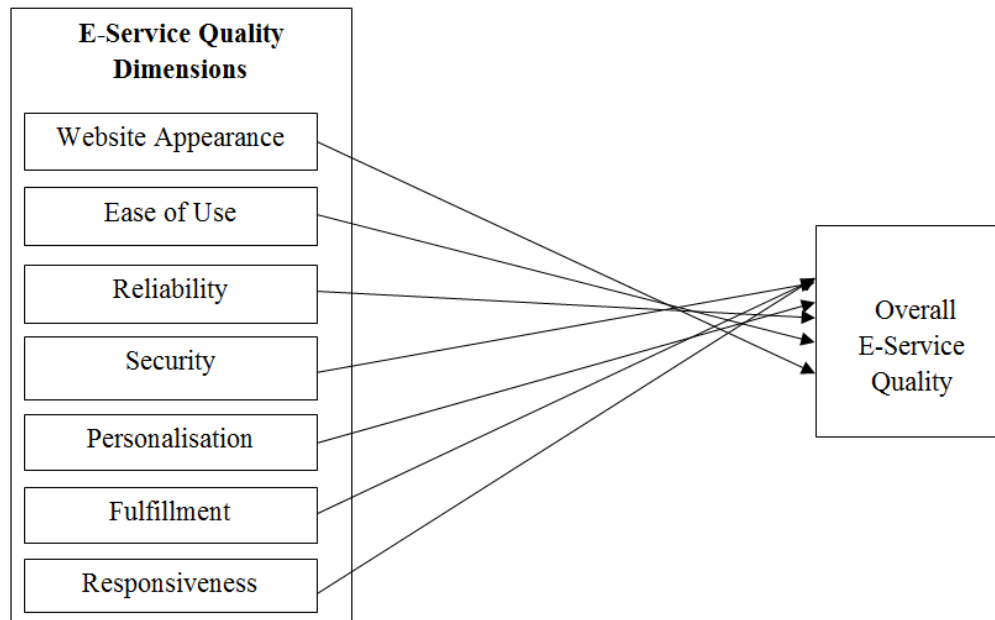 E-Service Quality
Dimensions
Website Appearance
Ease of Use
Reliability
Security
Personalisation
Fulfillment
Responsiveness
Overall
E-Service
Quality